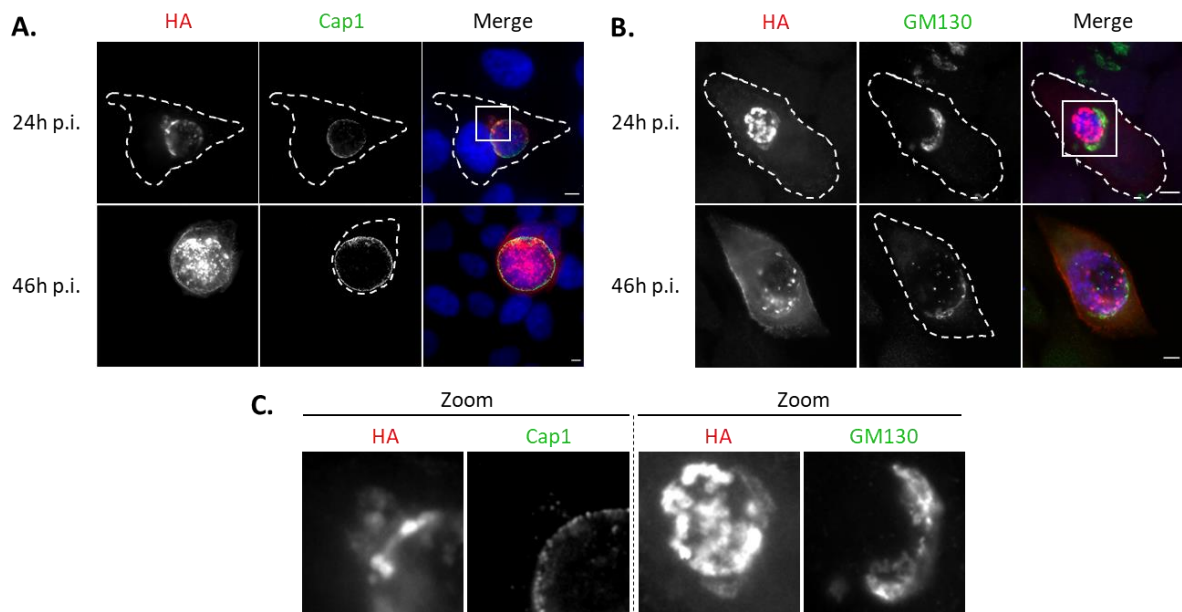 A. HA Cap1 Merge
24h p.i.
46h p.i.
B. HA GM130 Merge
24h p.i.
46h p.i.
C. Zoom Zoom
HA Cap1 HA GM130